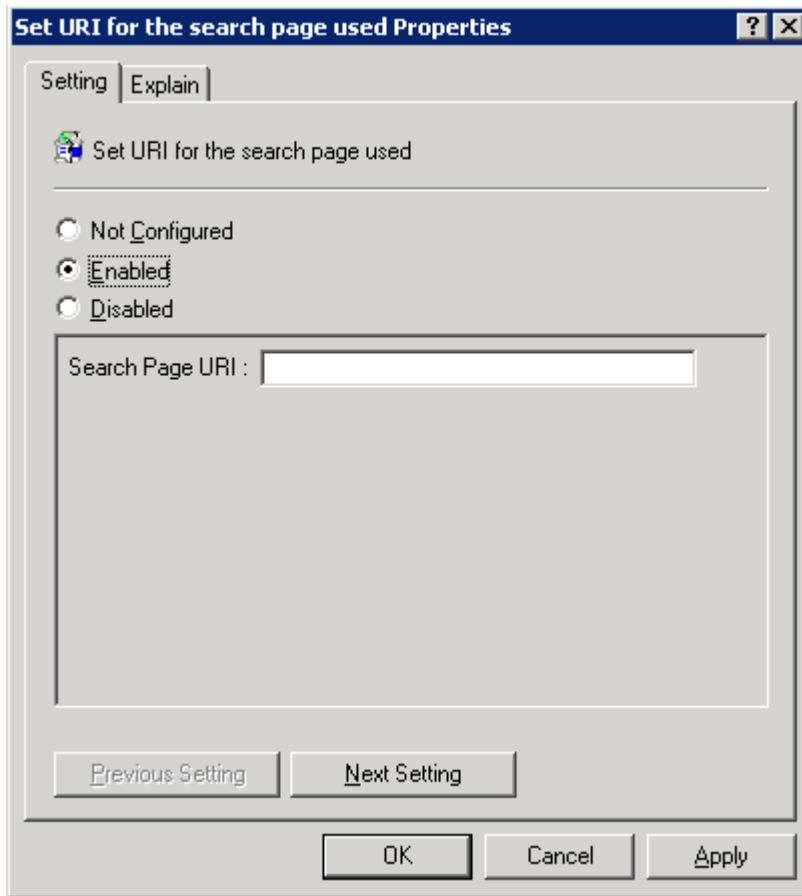 Set URI for the search page used Properties
Setting Explain
Set URI for the search page used
Not Configured
Enabled
Disabled
Search Page URI :
Previous Setting Next Setting
OK Cancel Apply